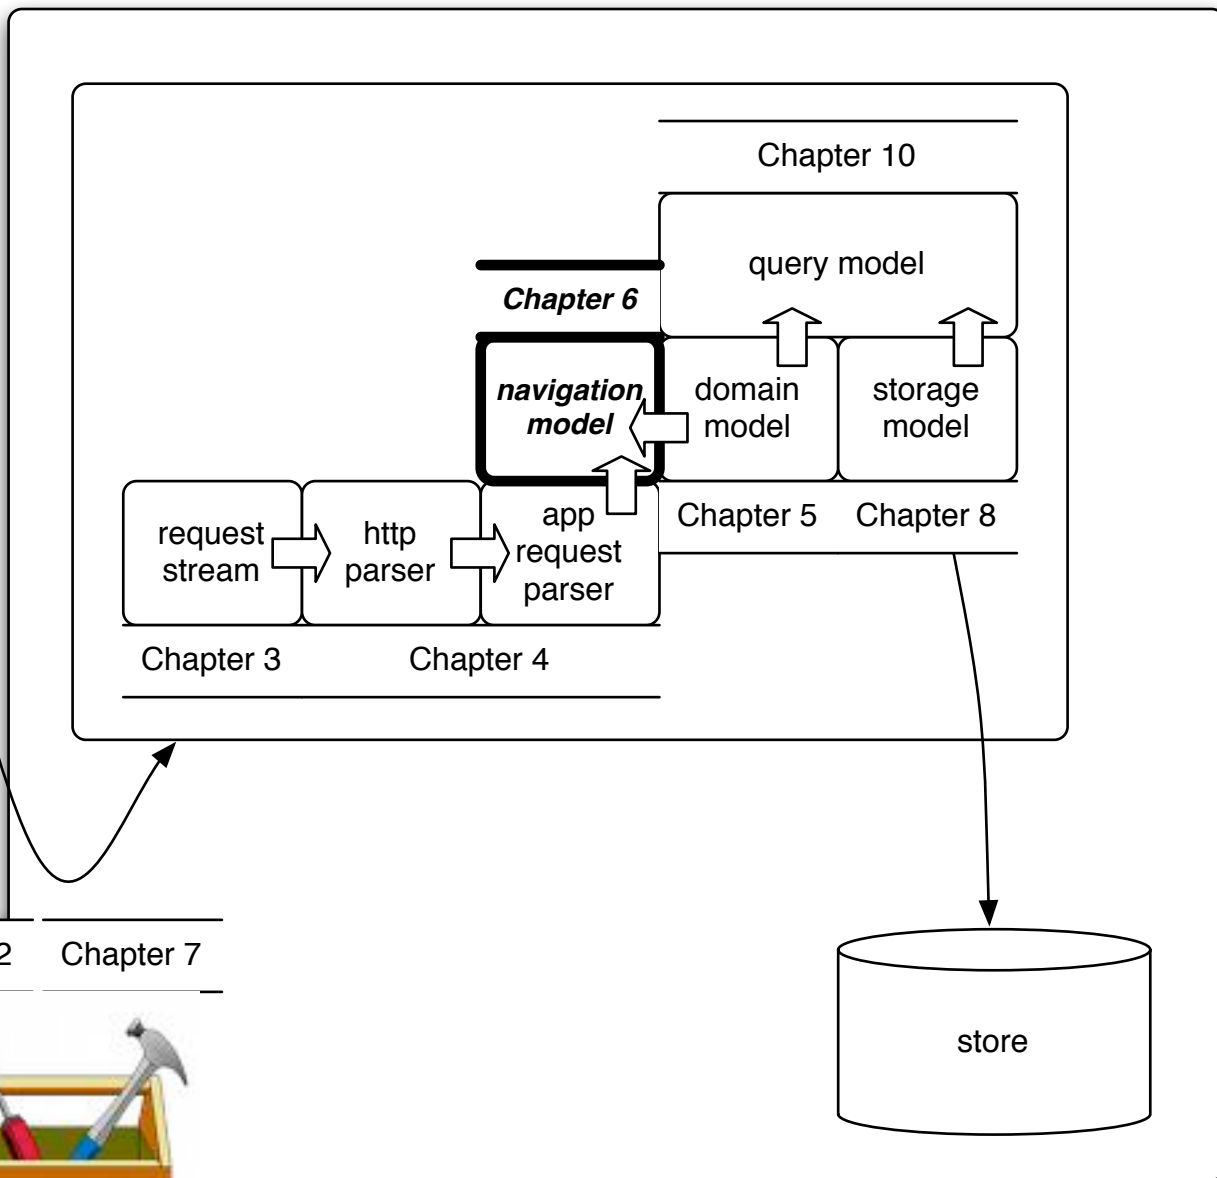 Chapter 10
query model
Chapter 6
navigation
model
domain
model
storage
model
Chapter 5
Chapter 8
request
stream
http
parser
app
request
parser
Chapter 3
Chapter 4
2
Chapter 7
store